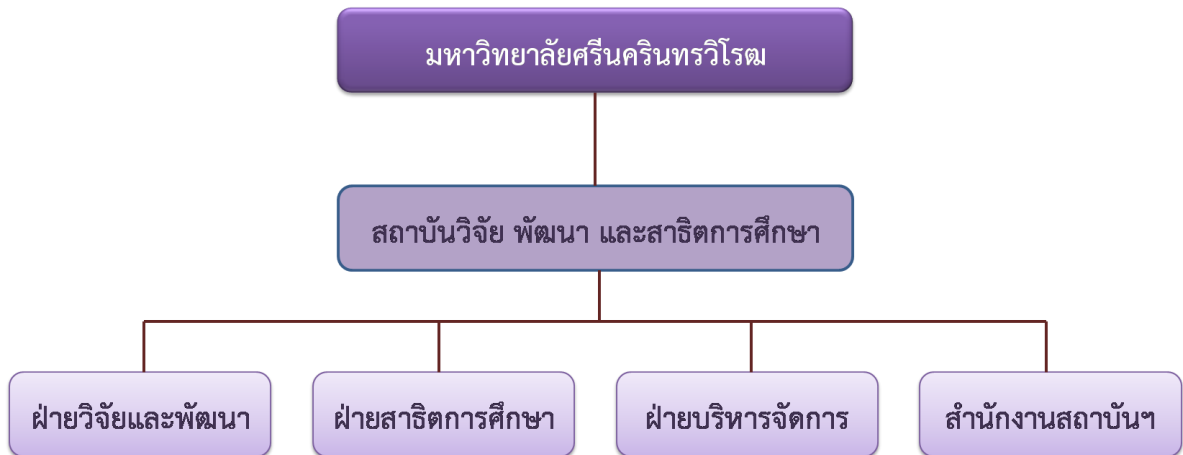 มหาวิทยาลัยศรีนครินทรวิโรฒ
สถาบันวิจัย พัฒนา และสาธิตการศึกษา
ฝ่ายวิจัยและพัฒนา
ฝ่ายสาธิตการศึกษา
ฝ่ายบริหารจัดการ
สำนักงานสถาบันฯ